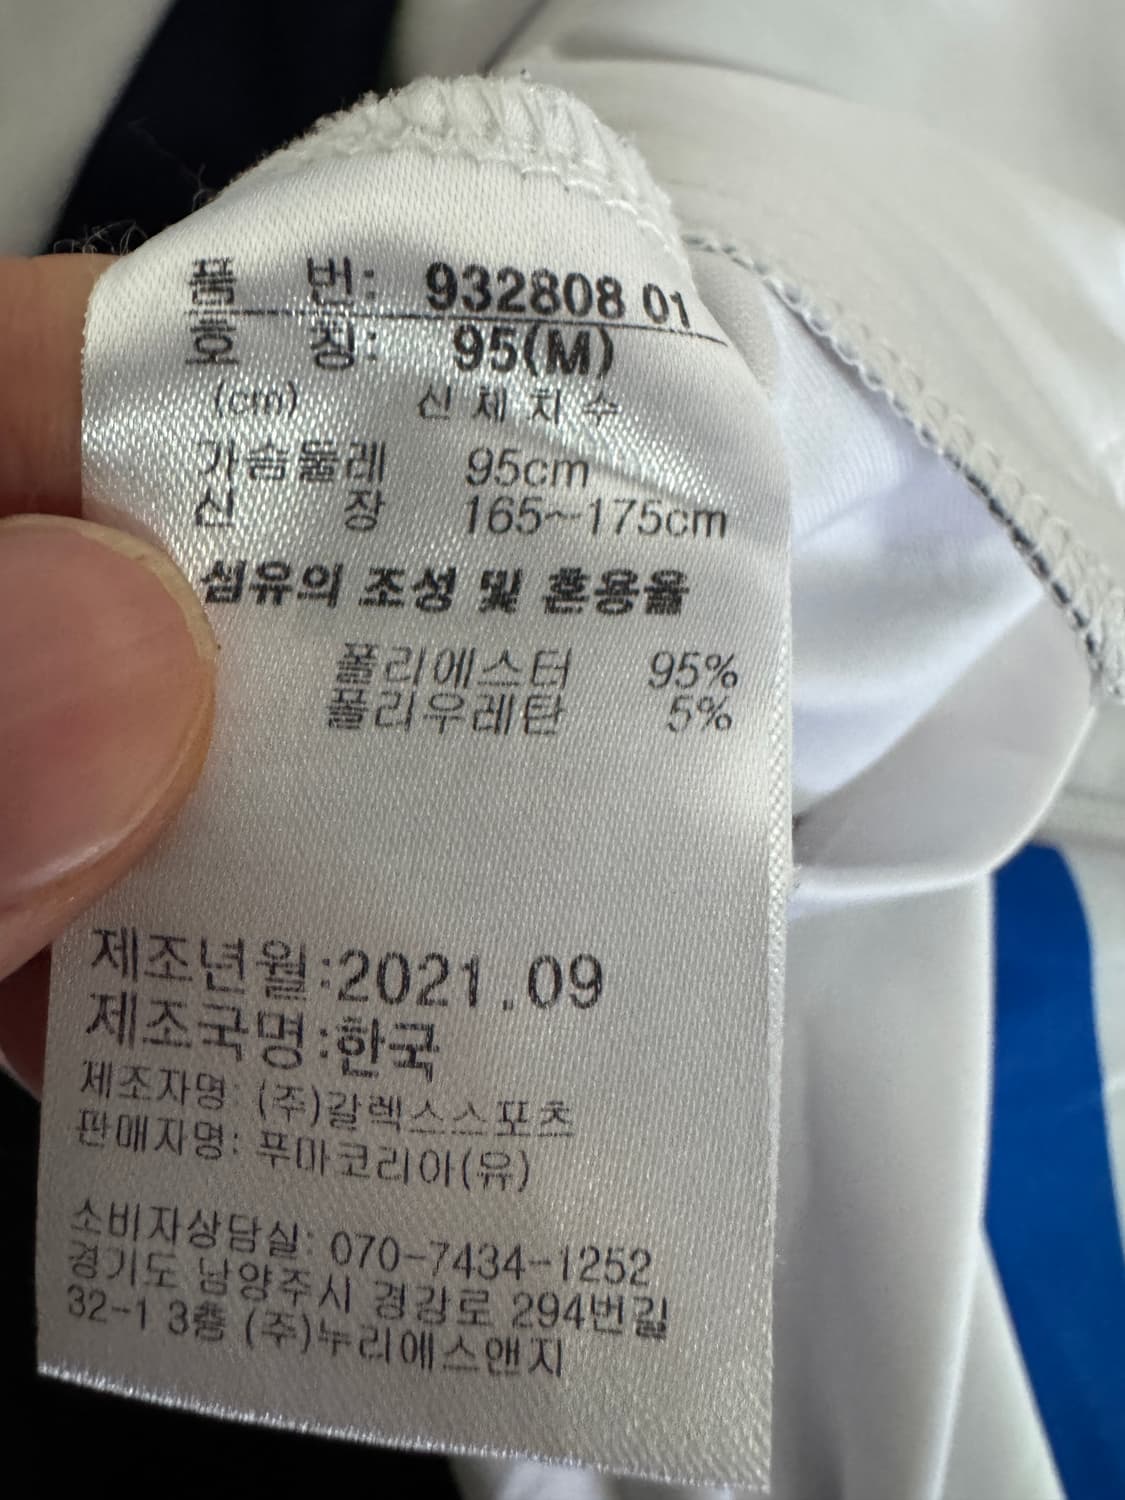 품 번: 932808 01
호 칭: 95(M)
(cm) 신체치수
가슴둘레 95cm
신 장 165~175cm
섬유의 조성 및 혼용율
폴리에스터 95%
폴리우레탄 5%
제조년월:2021.09
제조국명:한국
제조자명: (주)갈렉스스포츠
판매자명: 푸마코리아(유)
소비자상담실: 070-7434-1252
경기도 남양주시 경강로 294번길
32-1 3층 (주)누리에스앤지